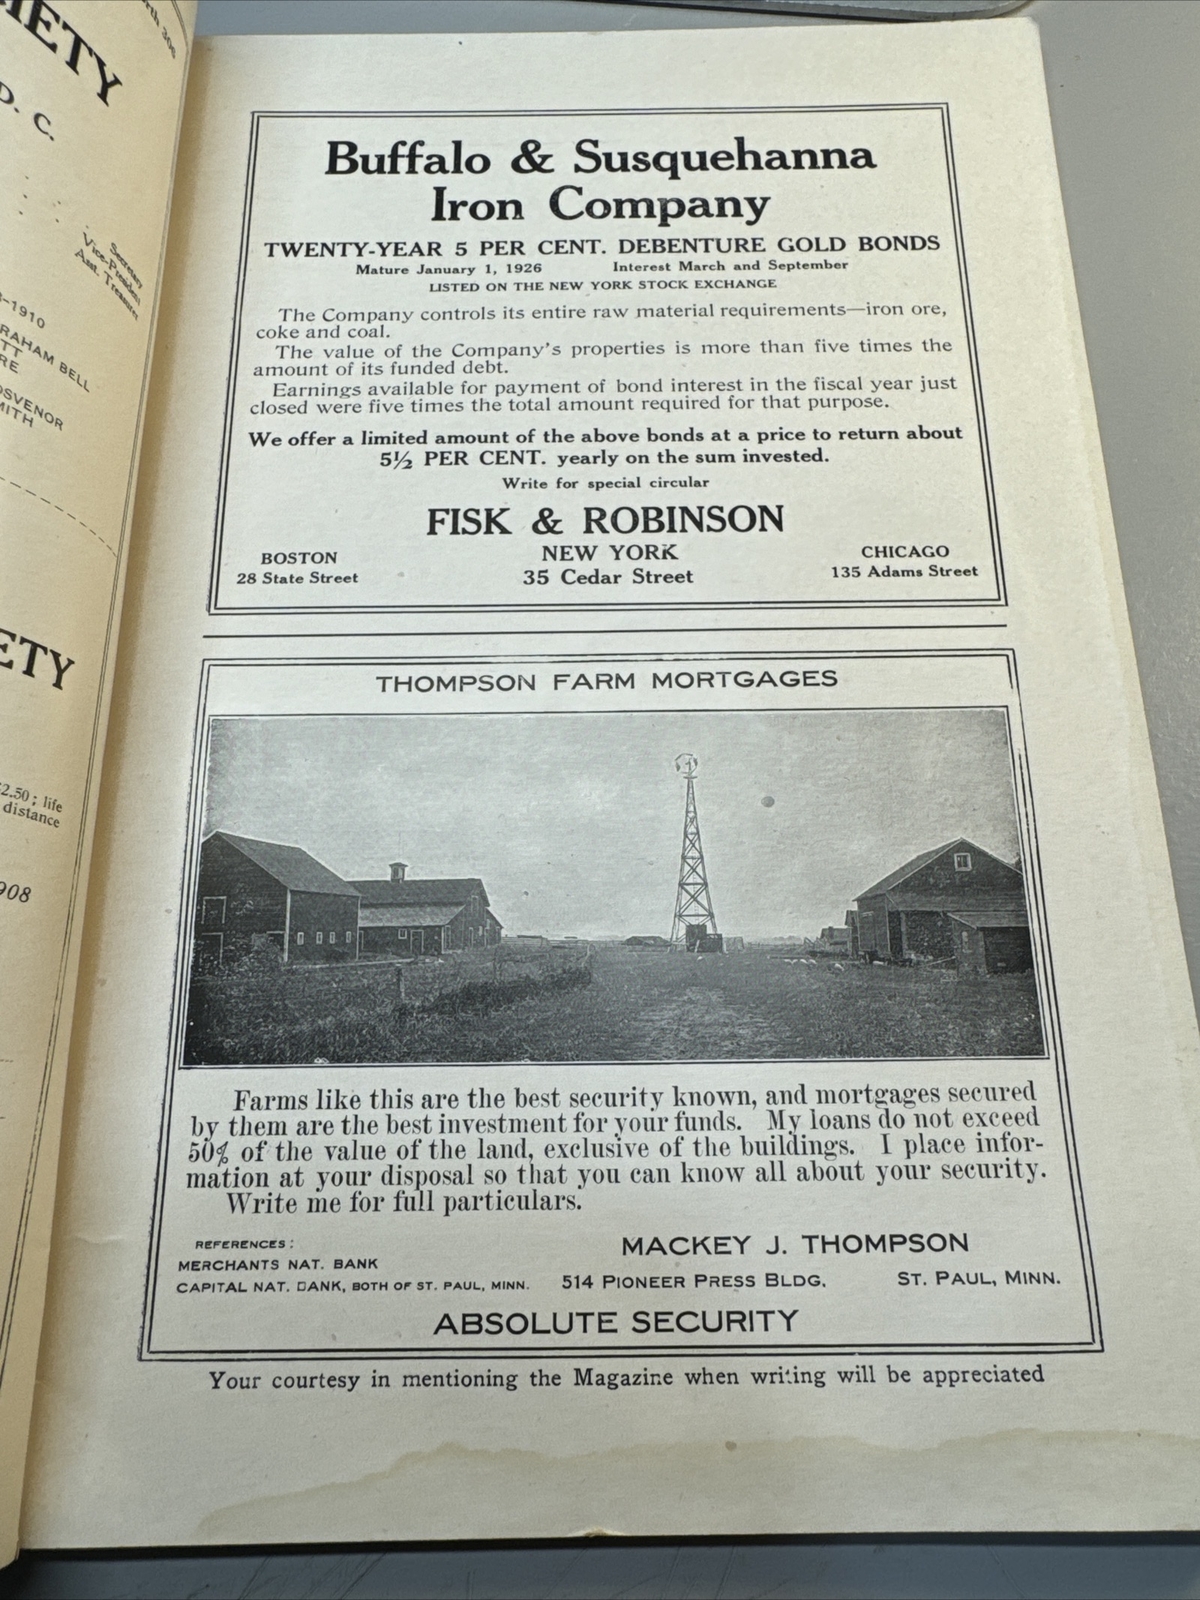 IETY
D. C.
Secretary
Vice-President
Asst. Treasurer
-1910
RAHAM BELL
TT
RE
OSVENOR
MITH
ETY
2.50; life
distance
908
Buffalo & Susquehanna
Iron Company
TWENTY-YEAR 5 PER CENT. DEBENTURE GOLD BONDS
Mature January 1, 1926 Interest March and September
LISTED ON THE NEW YORK STOCK EXCHANGE
The Company controls its entire raw material requirements—iron ore,
coke and coal.
The value of the Company's properties is more than five times the
amount of its funded debt.
Earnings available for payment of bond interest in the fiscal year just
closed were five times the total amount required for that purpose.
We offer a limited amount of the above bonds at a price to return about
5½ PER CENT. yearly on the sum invested.
Write for special circular
FISK & ROBINSON
BOSTON NEW YORK CHICAGO
28 State Street 35 Cedar Street 135 Adams Street
THOMPSON FARM MORTGAGES
Farms like this are the best security known, and mortgages secured
by them are the best investment for your funds. My loans do not exceed
50% of the value of the land, exclusive of the buildings. I place infor-
mation at your disposal so that you can know all about your security.
Write me for full particulars.
REFERENCES:
MERCHANTS NAT. BANK
CAPITAL NAT. BANK, BOTH OF ST. PAUL, MINN.
MACKEY J. THOMPSON
514 PIONEER PRESS BLDG. ST. PAUL, MINN.
ABSOLUTE SECURITY
Your courtesy in mentioning the Magazine when writing will be appreciated